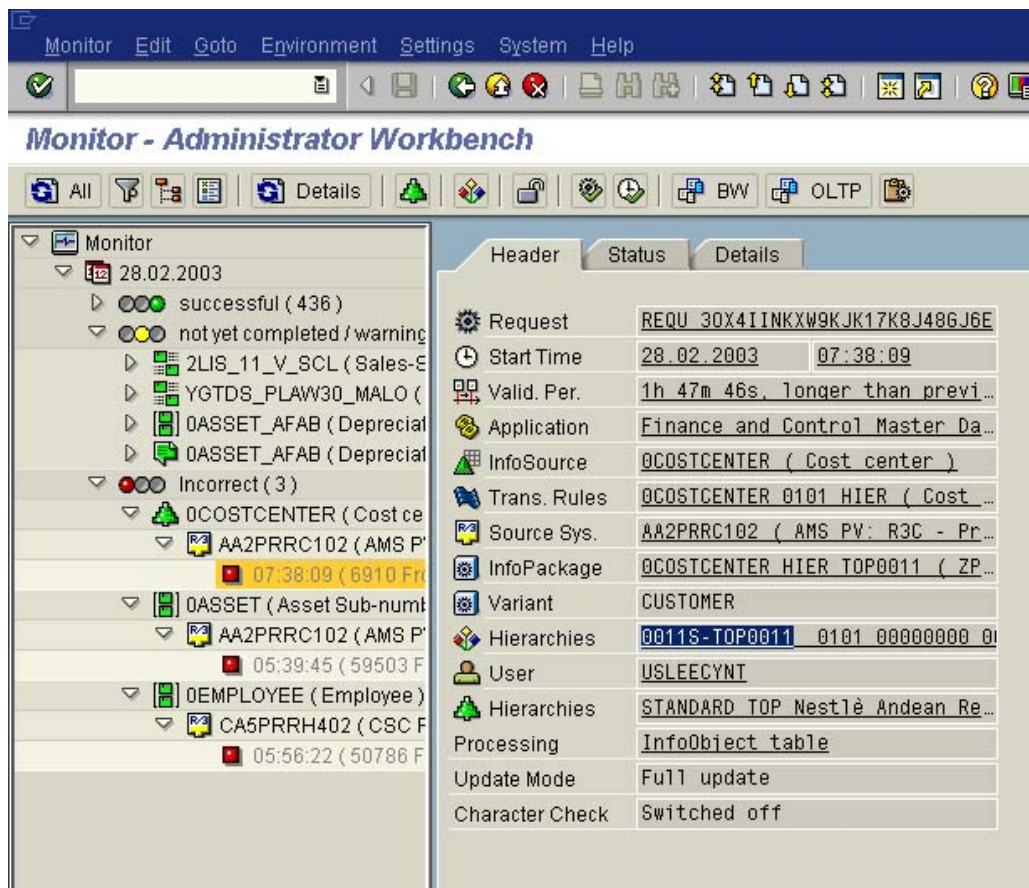 Monitor Edit Goto Environment Settings System Help
Monitor - Administrator Workbench
All Details BW OLTP
Monitor
28.02.2003
successful ( 436 )
not yet completed / warning
2LIS_11_V_SCL ( Sales-S
YGTDS_PLAW30_MALO (
0ASSET_AFAB ( Depreciat
0ASSET_AFAB ( Depreciat
Incorrect ( 3 )
0COSTCENTER ( Cost ce
AA2PRRC102 ( AMS P
07:38:09 ( 6910 Fro
0ASSET ( Asset Sub-numb
AA2PRRC102 ( AMS P
05:39:45 ( 59503 F
0EMPLOYEE ( Employee )
CA5PRRH402 ( CSC P
05:56:22 ( 50786 F
Header Status Details
Request REQU_3OX4IINKXW9KJK17K8J48GJ6E
Start Time 28.02.2003 07:38:09
Valid. Per. 1h 47m 46s, longer than previ…
Application Finance and Control Master Da…
InfoSource 0COSTCENTER ( Cost center )
Trans. Rules 0COSTCENTER 0101 HIER ( Cost …
Source Sys. AA2PRRC102 ( AMS PV: R3C - Pr…
InfoPackage 0COSTCENTER HIER TOP0011 ( ZP…
Variant CUSTOMER
Hierarchies 0011S-TOP0011 0101 00000000
User USLEECYNT
Hierarchies STANDARD TOP Nestlè Andean Re…
Processing InfoObject table
Update Mode Full update
Character Check Switched off